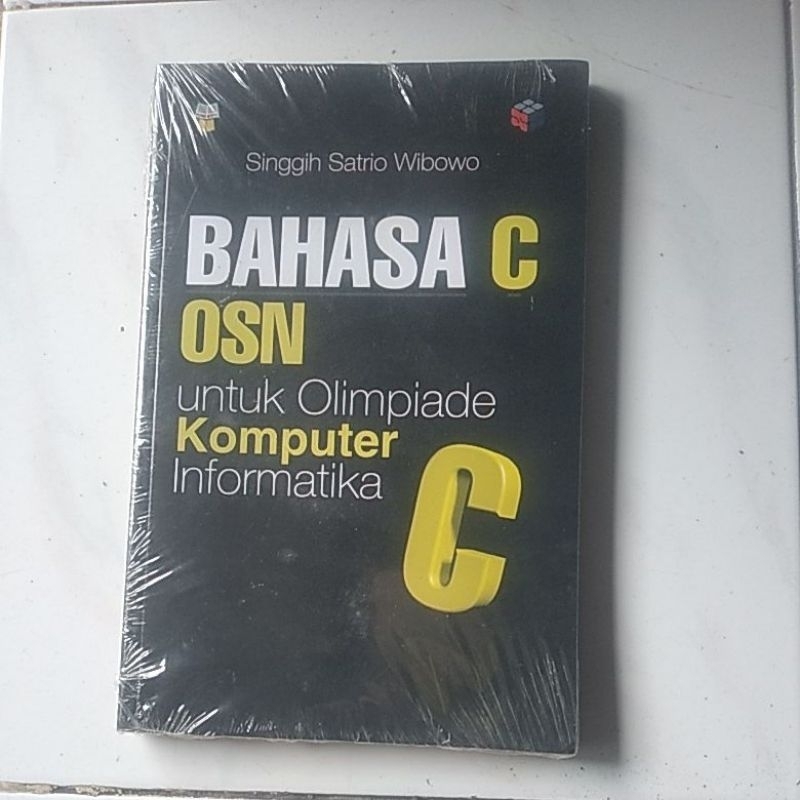 Singgih Satrio Wibowo
BAHASA C
OSN
untuk Olimpiade
Komputer
Informatika
C